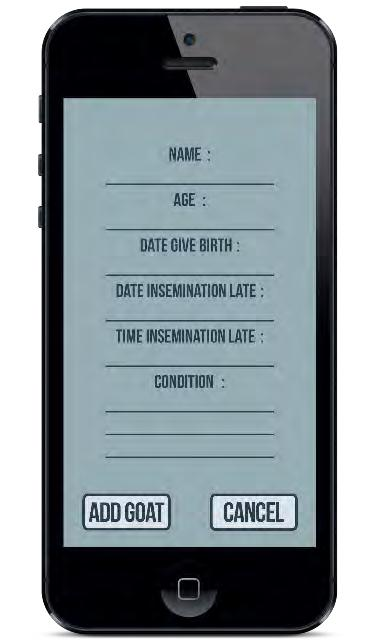 NAME :
AGE :
DATE GIVE BIRTH :
DATE INSEMINATION LATE :
TIME INSEMINATION LATE :
CONDITION :
ADD GOAT CANCEL